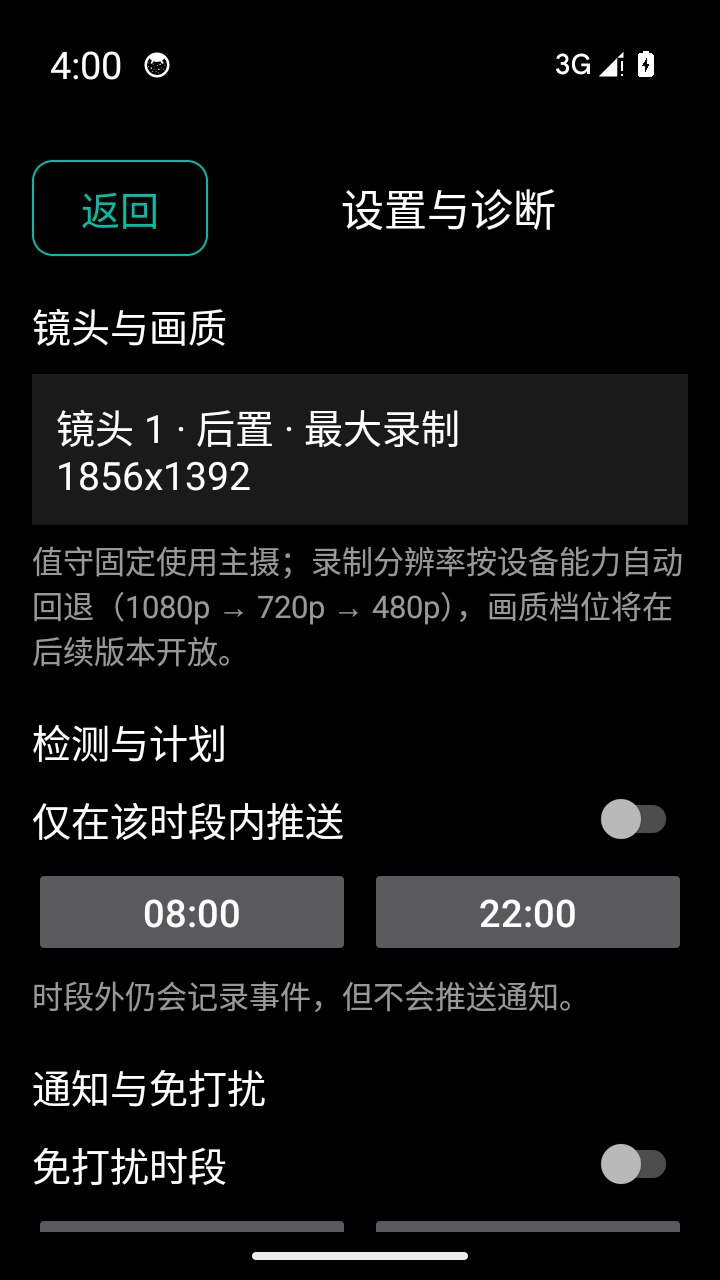 4:00
3G
返回
设置与诊断
镜头与画质
镜头 1 · 后置 · 最大录制
1856x1392
值守固定使用主摄；录制分辨率按设备能力自动
回退（1080p → 720p → 480p），画质档位将在
后续版本开放。
检测与计划
仅在该时段内推送
08:00
22:00
时段外仍会记录事件，但不会推送通知。
通知与免打扰
免打扰时段